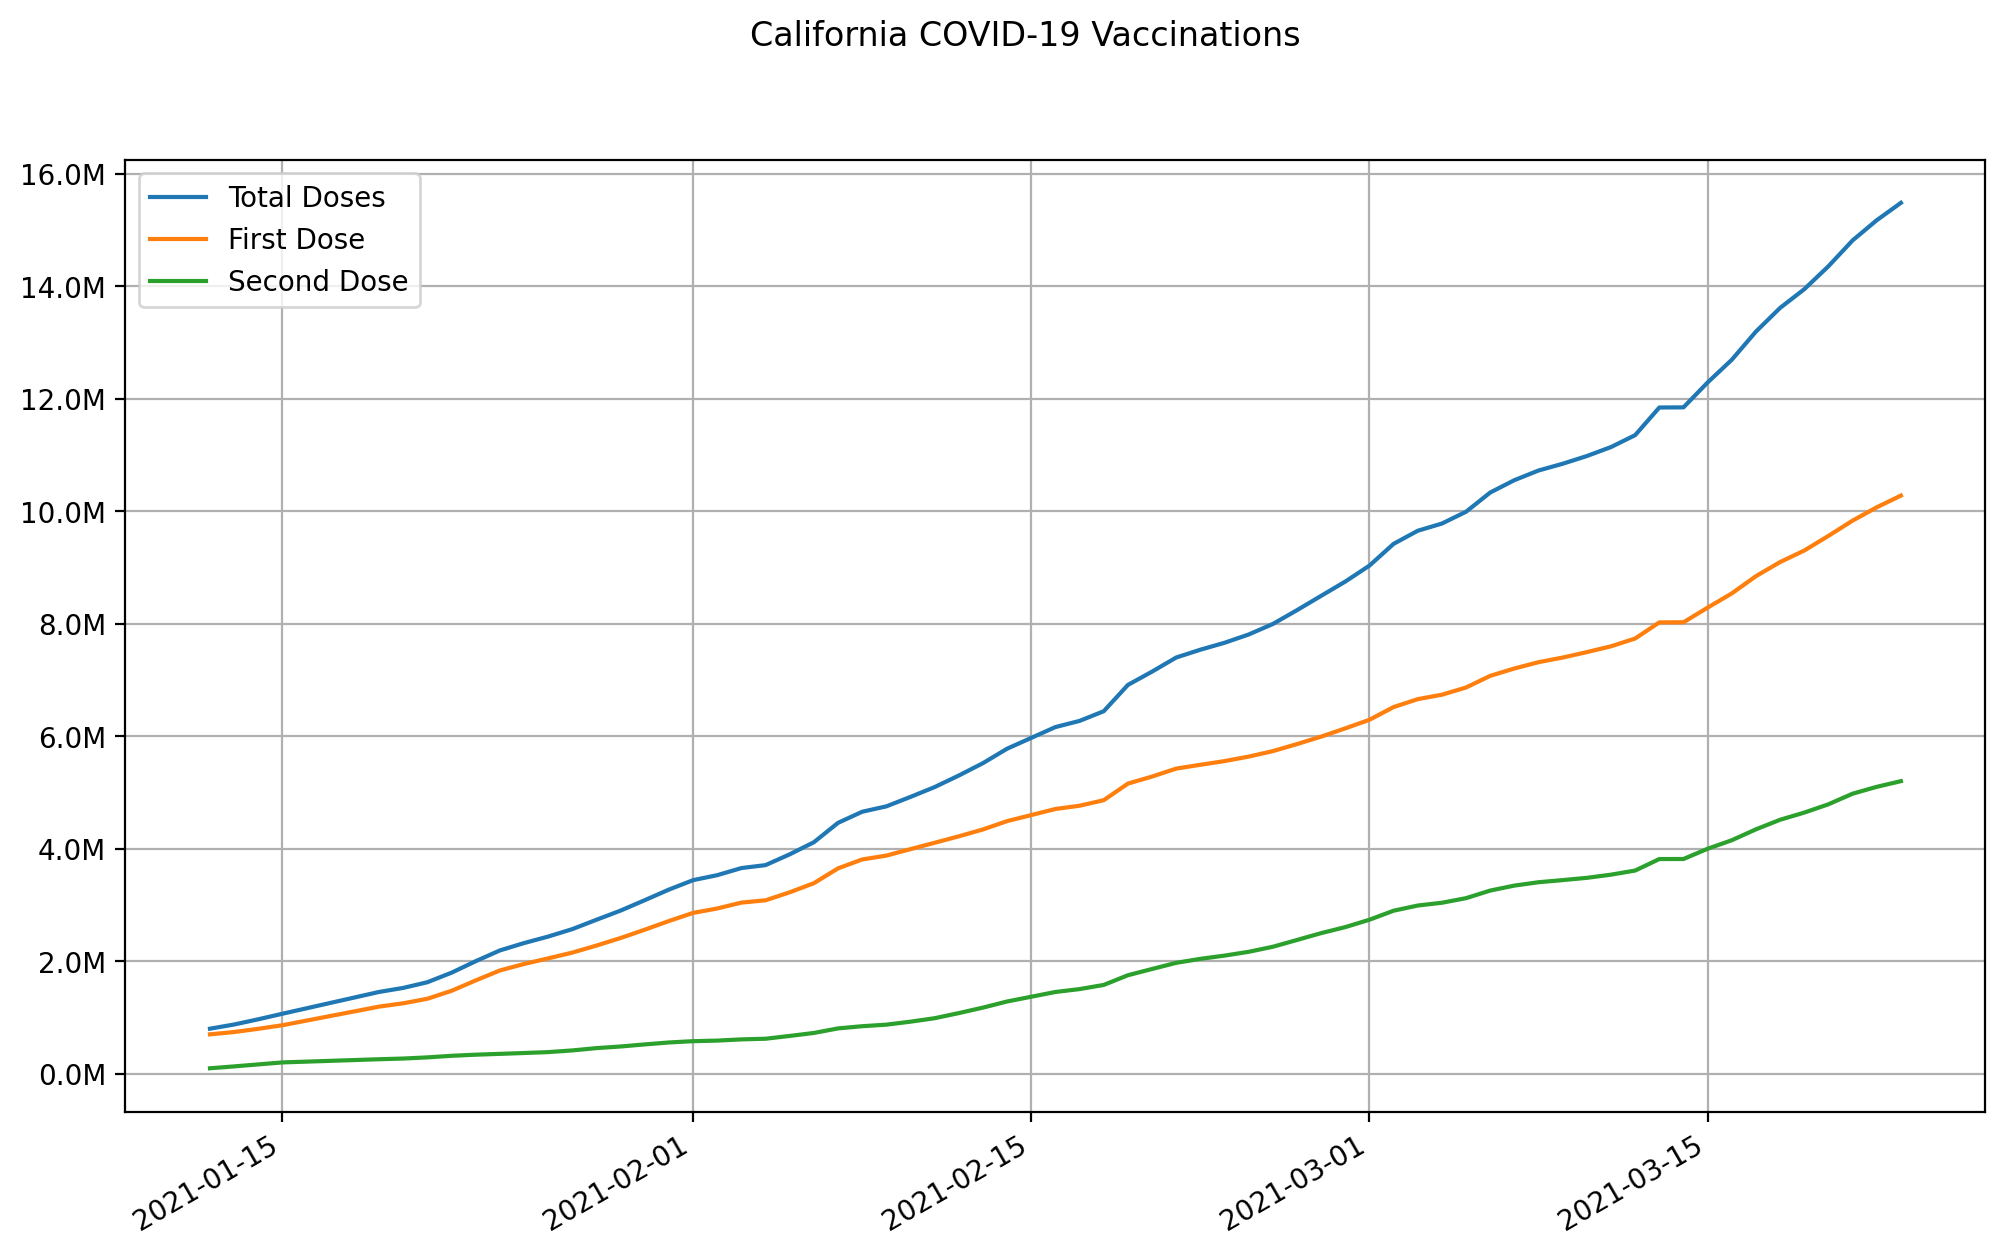 California COVID-19 Vaccinations
16.0M
14.0M
12.0M
10.0M
8.0M
6.0M
4.0M
2.0M
0.0M
Total Doses
First Dose
Second Dose
2021-01-15
2021-02-01
2021-02-15
2021-03-01
2021-03-15